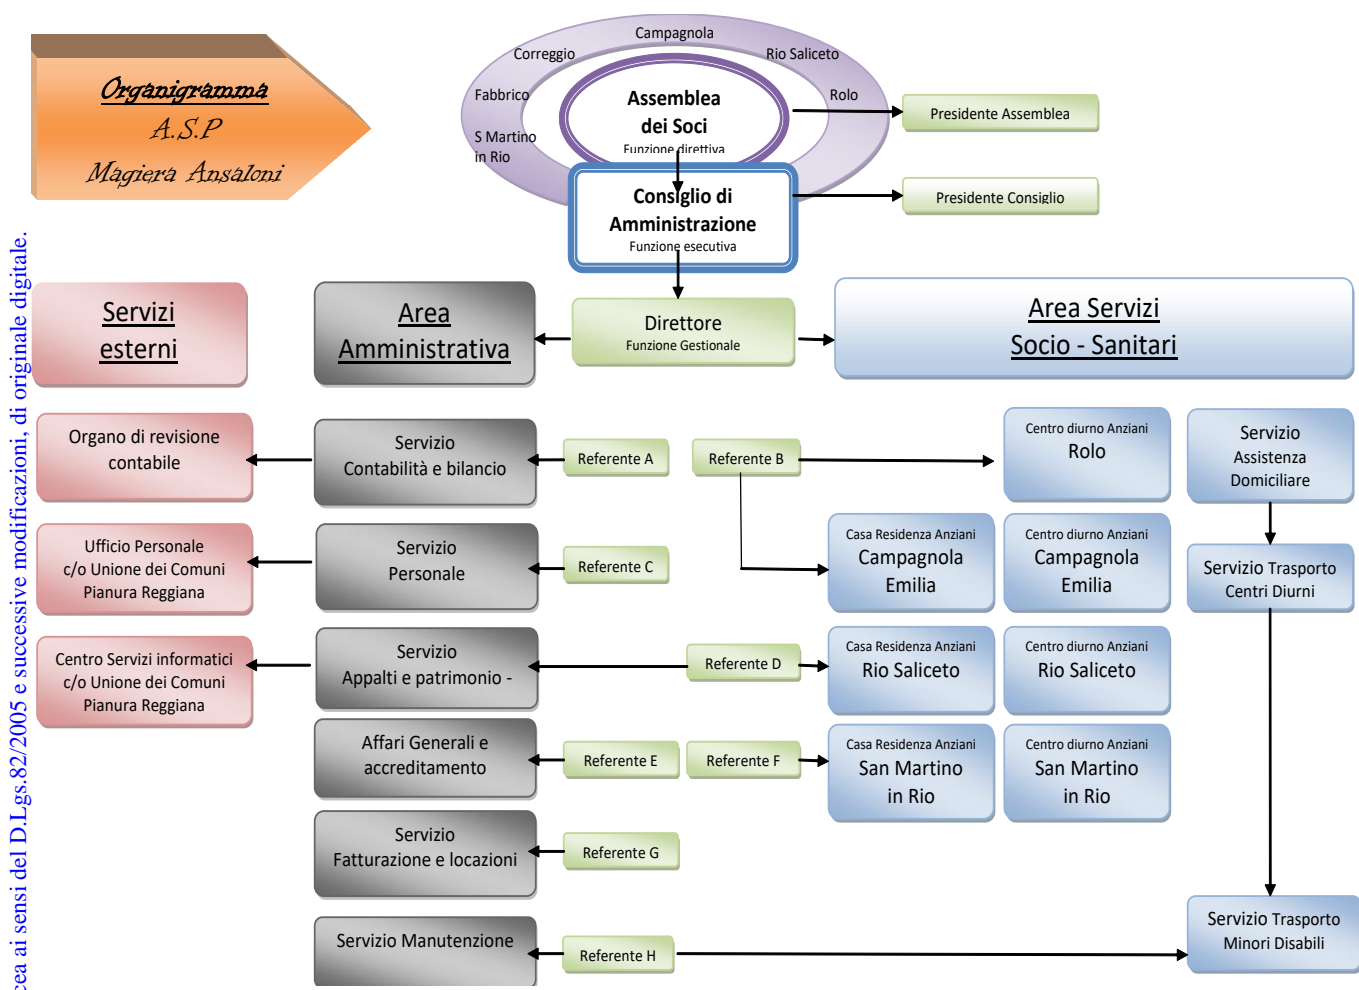 Organigramma
A.S.P
Magiera Ansaloni
Campagnola
Correggio
Rio Saliceto
Fabbrico
Rolo
S Martino
in Rio
Assemblea
dei Soci
Funzione direttiva
Presidente Assemblea
Consiglio di
Amministrazione
Funzione esecutiva
Presidente Consiglio
Servizi
esterni
Area
Amministrativa
Direttore
Funzione Gestionale
Area Servizi
Socio - Sanitari
Organo di revisione
contabile
Servizio
Contabilità e bilancio
Referente A
Referente B
Centro diurno Anziani
Rolo
Servizio
Assistenza
Domiciliare
Ufficio Personale
c/o Unione dei Comuni
Pianura Reggiana
Servizio
Personale
Referente C
Casa Residenza Anziani
Campagnola
Emilia
Centro diurno Anziani
Campagnola
Emilia
Servizio Trasporto
Centri Diurni
Centro Servizi informatici
c/o Unione dei Comuni
Pianura Reggiana
Servizio
Appalti e patrimonio -
Referente D
Casa Residenza Anziani
Rio Saliceto
Centro diurno Anziani
Rio Saliceto
Affari Generali e
accreditamento
Referente E
Referente F
Casa Residenza Anziani
San Martino
in Rio
Centro diurno Anziani
San Martino
in Rio
Servizio
Fatturazione e locazioni
Referente G
Servizio Manutenzione
Referente H
Servizio Trasporto
Minori Disabili
ai sensi del D.Lgs.82/2005 e successive modificazioni, di originale digitale.